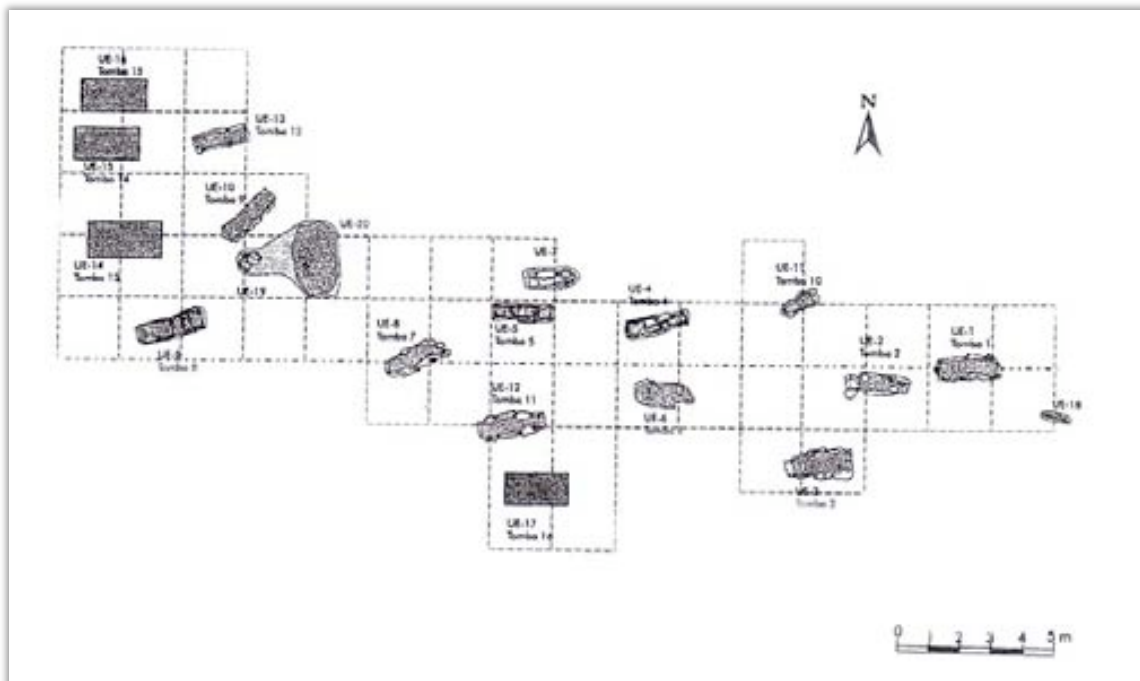 UE-16
Tomba 15
N
UE-13
Tomba 12
UE-15
Tomba 14
UE-10
Tomba 9
UE-20
UE-14
UE-19
UE-7
UE-4
UE-11
Tomba 10
UE-5
Tomba 5
UE-8
Tomba 7
UE-2
Tomba 2
UE-1
Tomba 1
UE-12
Tomba 11
UE-6
UE-18
UE-3
UE-17
Tomba 16
0 1 2 3 4 5 m